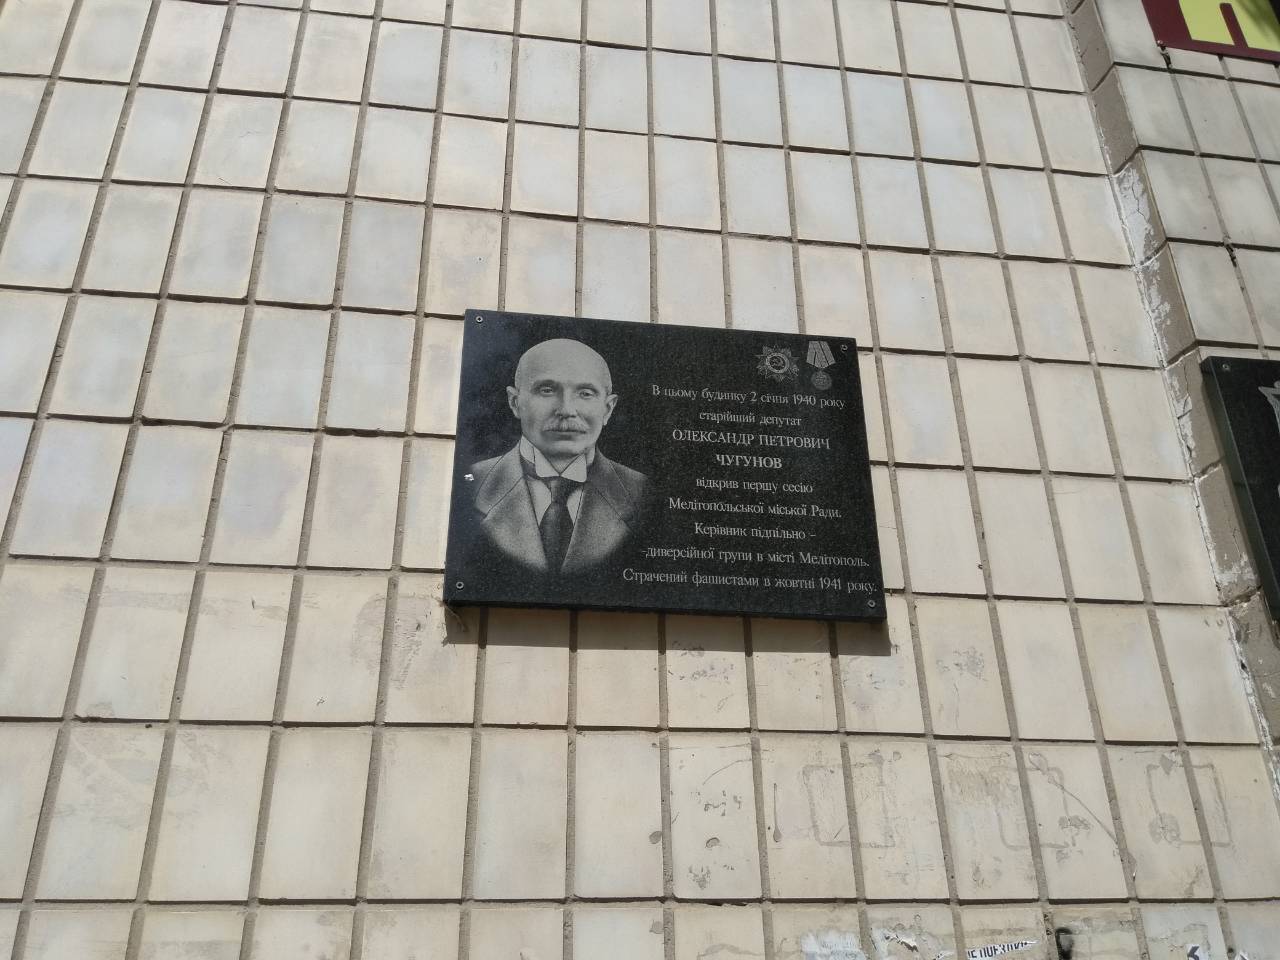 В цьому будинку 2 січня 1940 року
старійший депутат
ОЛЕКСАНДР ПЕТРОВИЧ
ЧУГУНОВ
відкрив першу сесію
Мелітопольської міської Ради.
Керівник підпільно -
-диверсійної групи в місті Мелітополь.
Страчений фашистами в жовтні 1941 року.